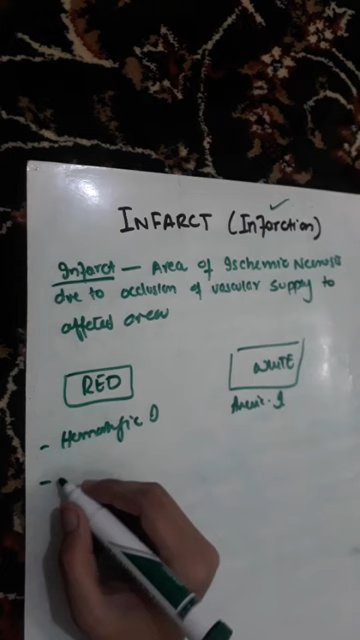 INFARCT (Infarction)
Infarct — Area of Ischemic Necrosis
due to occlusion of vascular supply to
affected area
RED
WHITE
- Hemorrhagic I
Anemic I
-